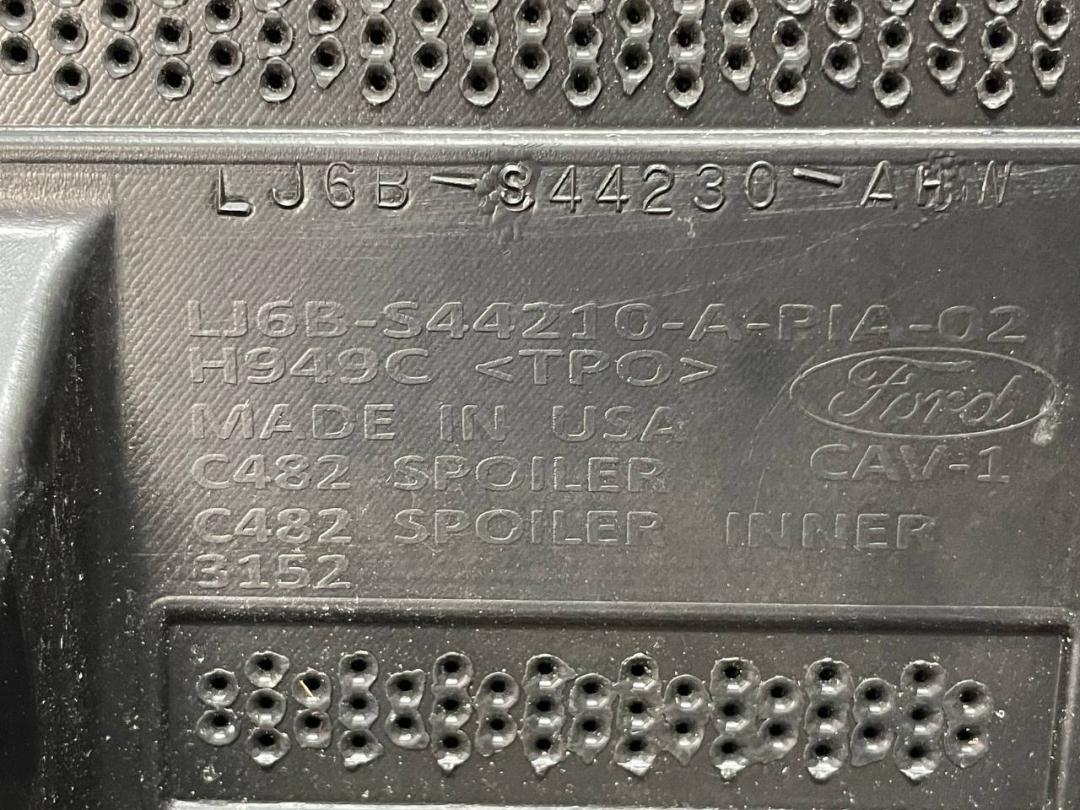 LJ6B-S44230-AHW
LJ6B-S44210-A-PIA-02
H949C <TPO>
MADE IN USA
Ford
C482 SPOILER
CAV-1
C482 SPOILER INNER
3152